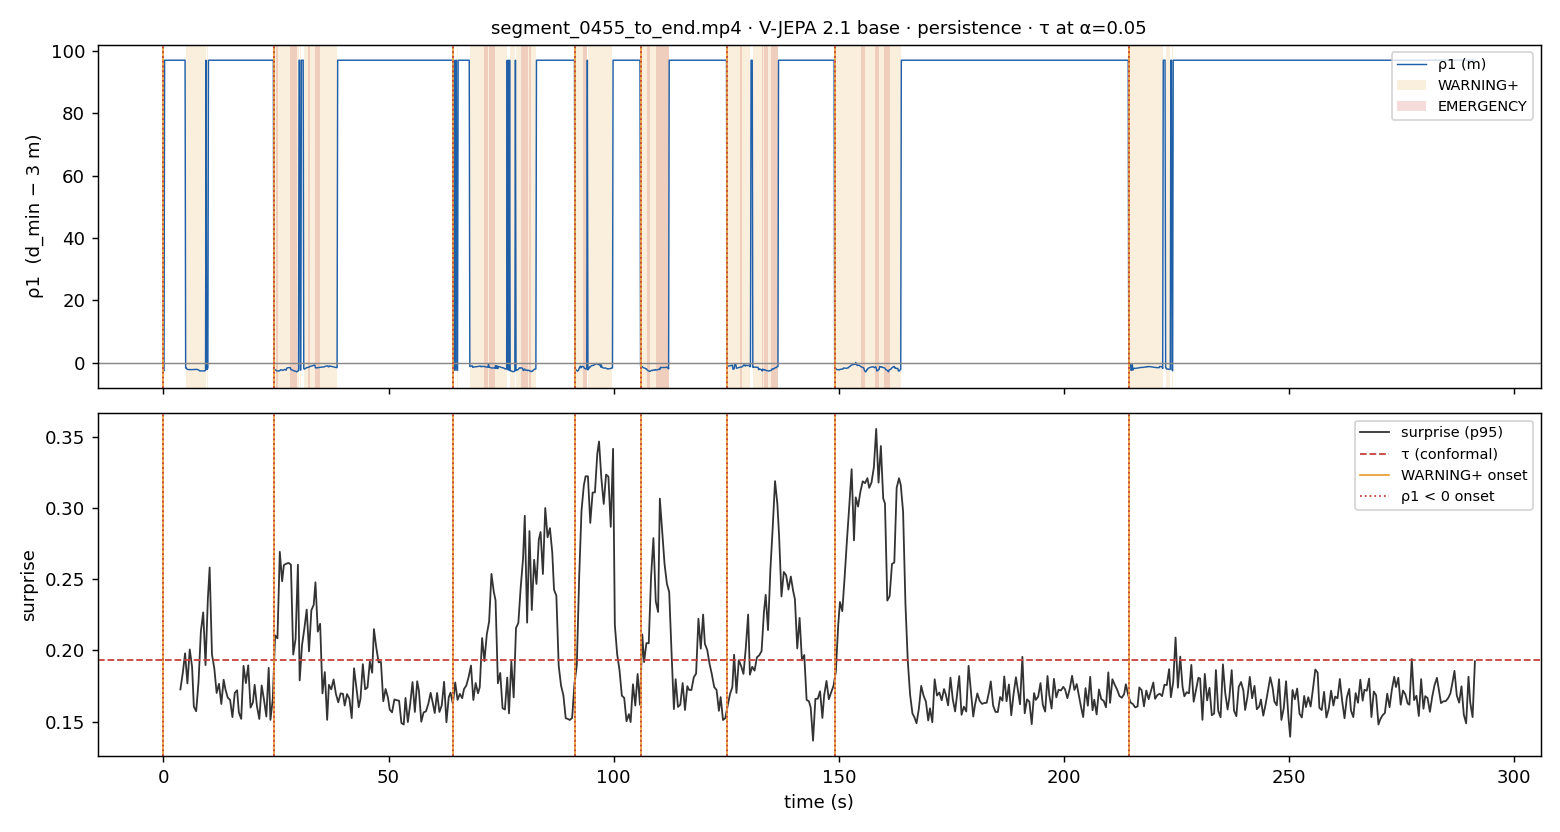 segment_0455_to_end.mp4 · V-JEPA 2.1 base · persistence · τ at α=0.05
ρ1 (d_min − 3 m)
100
80
60
40
20
0
ρ1 (m)
WARNING+
EMERGENCY
surprise
0.35
0.30
0.25
0.20
0.15
surprise (p95)
τ (conformal)
WARNING+ onset
ρ1 < 0 onset
0 50 100 150 200 250 300
time (s)